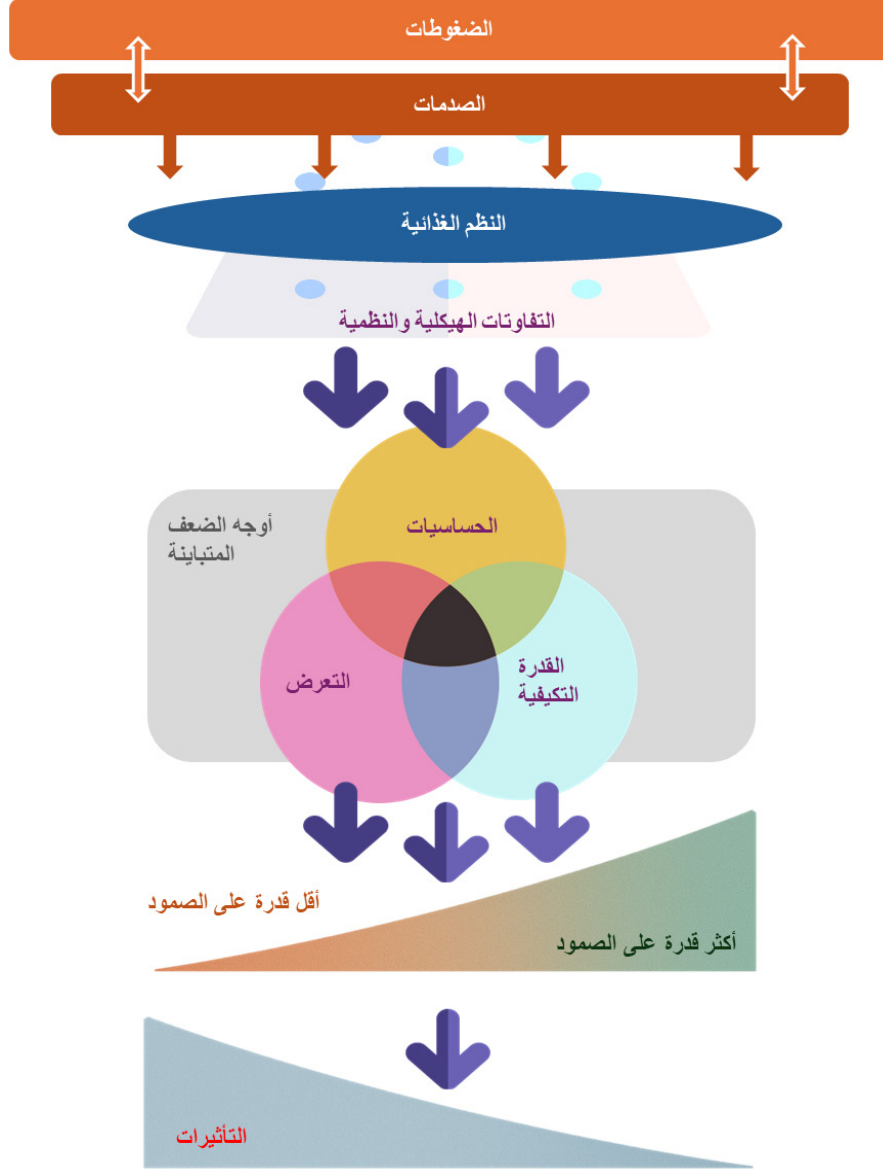 الضغوطات
الصدمات
النظم الغذائية
التفاوتات الهيكلية والنظمية
أوجه الضعف
المتباينة
الحساسيات
التعرض
القدرة
التكيفية
أقل قدرة على الصمود
أكثر قدرة على الصمود
التأثيرات